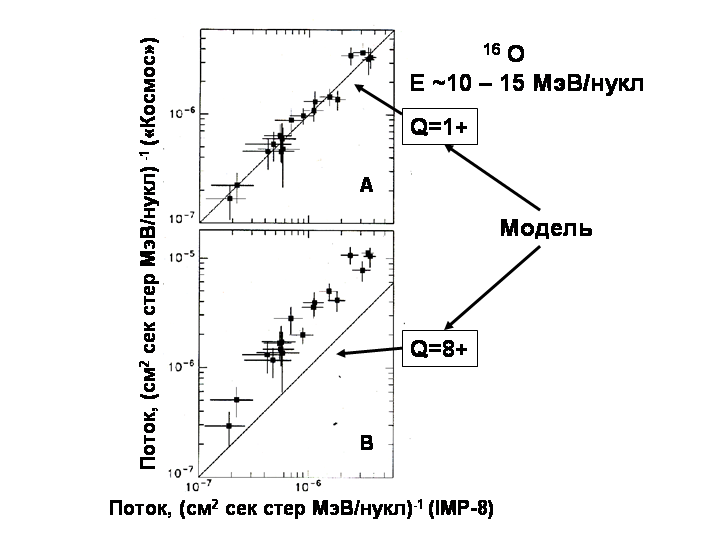 ¹⁶ O
E ~10 – 15 МэВ/нукл
Q=1+
Модель
Q=8+
A
B
10⁻⁶
10⁻⁷
10⁻⁵
10⁻⁶
10⁻⁷
10⁻⁷
10⁻⁶
Поток, (см² сек стер МэВ/нукл) ⁻¹ («Космос»)
Поток, (см² сек стер МэВ/нукл)⁻¹ (IMP-8)